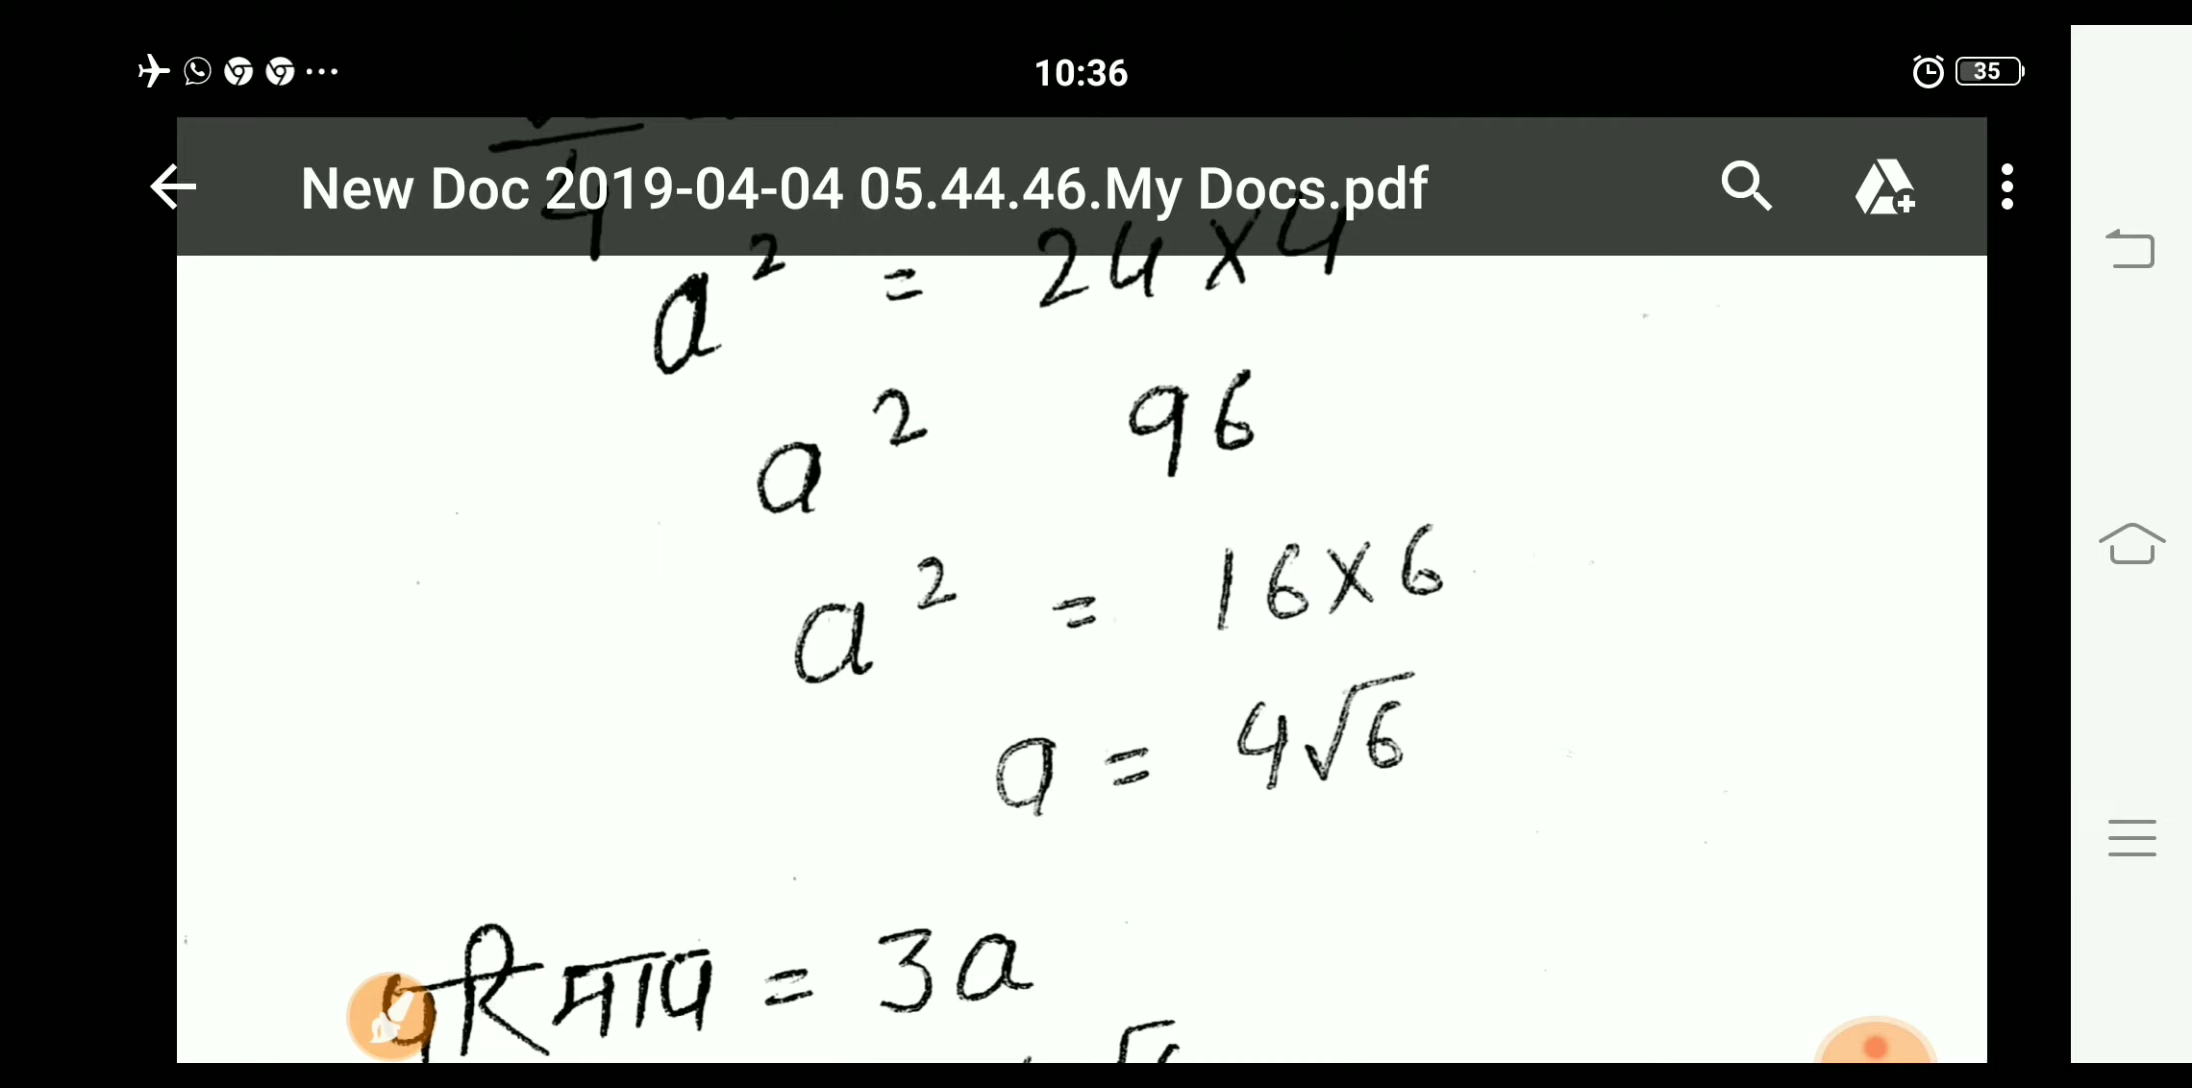 10:36
35
New Doc 2019-04-04 05.44.46.My Docs.pdf
4
a² = 24×4
a² 96
a² = 16×6
a = 4√6
परिमाप = 3a